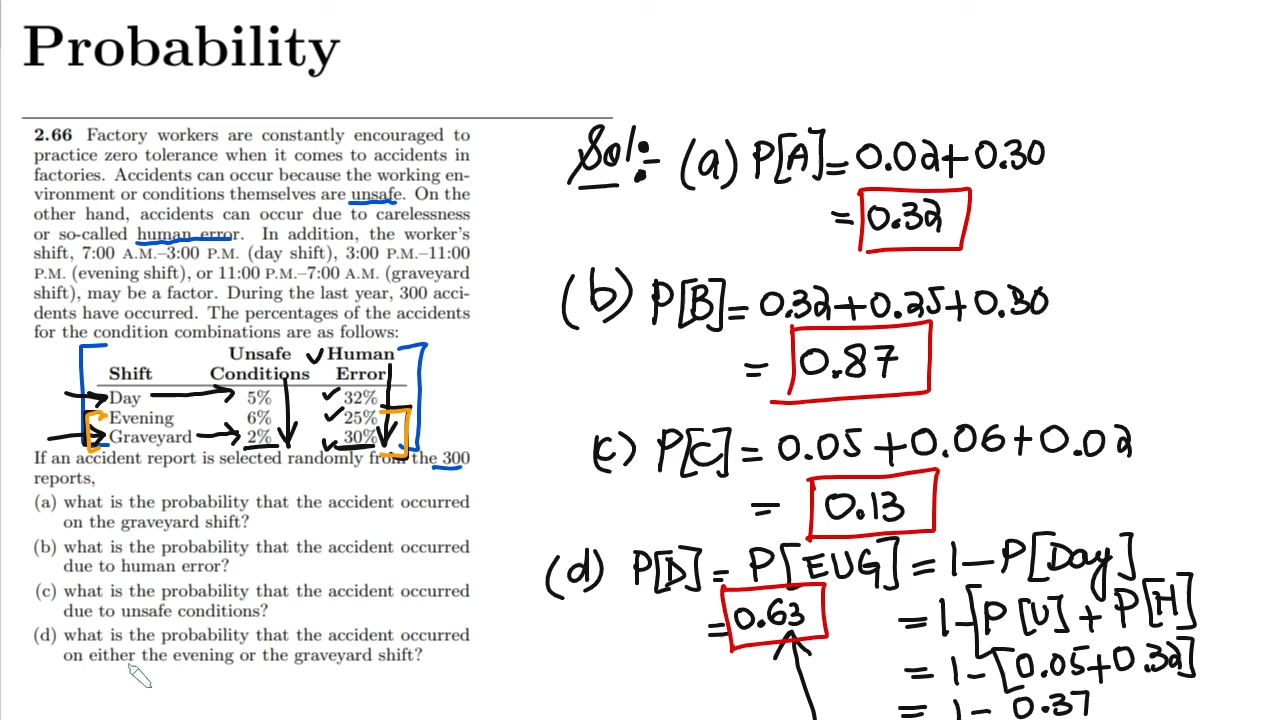 Probability
2.66 Factory workers are constantly encouraged to
practice zero tolerance when it comes to accidents in
factories. Accidents can occur because the working en-
vironment or conditions themselves are unsafe. On the
other hand, accidents can occur due to carelessness
or so-called human error. In addition, the worker's
shift, 7:00 A.M.–3:00 P.M. (day shift), 3:00 P.M.–11:00
P.M. (evening shift), or 11:00 P.M.–7:00 A.M. (graveyard
shift), may be a factor. During the last year, 300 acci-
dents have occurred. The percentages of the accidents
for the condition combinations are as follows:
Unsafe Human
Shift Conditions Error
Day 5% 32%
Evening 6% 25%
Graveyard 2% 30%
If an accident report is selected randomly from the 300
reports,
(a) what is the probability that the accident occurred
on the graveyard shift?
(b) what is the probability that the accident occurred
due to human error?
(c) what is the probability that the accident occurred
due to unsafe conditions?
(d) what is the probability that the accident occurred
on either the evening or the graveyard shift?
Sol:- (a) P[A]=0.02+0.30
= 0.32
(b) P[B]=0.32+0.25+0.30
= 0.87
(c) P[C]=0.05+0.06+0.02
= 0.13
(d) P[D]=P[EUG]=1-P[Day]
= 0.63 = 1-[P[U]+P[H]
= 1-[0.05+0.32]
= 1-0.37